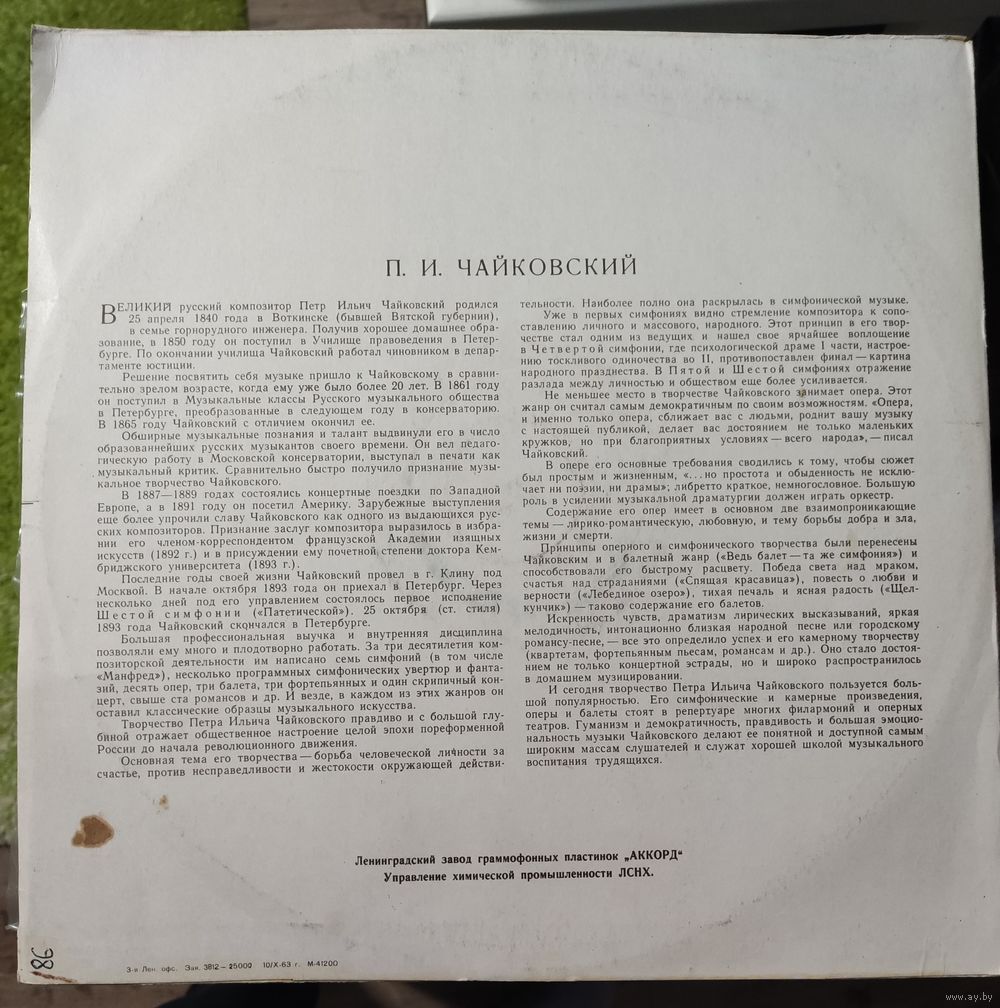 П. И. ЧАЙКОВСКИЙ
ВЕЛИКИЙ русский композитор Петр Ильич Чайковский родился
25 апреля 1840 года в Воткинске (бывшей Вятской губернии),
в семье горнорудного инженера. Получив хорошее домашнее обра-
зование, в 1850 году он поступил в Училище правоведения в Петер-
бурге. По окончании училища Чайковский работал чиновником в депар-
таменте юстиции.
Решение посвятить себя музыке пришло к Чайковскому в сравни-
тельно зрелом возрасте, когда ему уже было более 20 лет. В 1861 году
он поступил в Музыкальные классы Русского музыкального общества
в Петербурге, преобразованные в следующем году в консерваторию.
В 1865 году Чайковский с отличием окончил ее.
Обширные музыкальные познания и талант выдвинули его в число
образованнейших русских музыкантов своего времени. Он вел педаго-
гическую работу в Московской консерватории, выступал в печати как
музыкальный критик. Сравнительно быстро получило признание музы-
кальное творчество Чайковского.
В 1887—1889 годах состоялись концертные поездки по Западной
Европе, а в 1891 году он посетил Америку. Зарубежные выступления
еще более упрочили славу Чайковского как одного из выдающихся рус-
ских композиторов. Признание заслуг композитора выразилось в избра-
нии его членом-корреспондентом французской Академии изящных
искусств (1892 г.) и в присуждении ему почетной степени доктора Кем-
бриджского университета (1893 г.).
Последние годы своей жизни Чайковский провел в г. Клину под
Москвой. В начале октября 1893 года он приехал в Петербург. Через
несколько дней под его управлением состоялось первое исполнение
Шестой симфонии («Патетической»). 25 октября (ст. стиля)
1893 года Чайковский скончался в Петербурге.
Большая профессиональная выучка и внутренняя дисциплина
позволяли ему много и плодотворно работать. За три десятилетия ком-
позиторской деятельности им написано семь симфоний (в том числе
«Манфред»), несколько программных симфонических увертюр и фанта-
зий, десять опер, три балета, три фортепьянных и один скрипичный кон-
церт, свыше ста романсов и др. И везде, в каждом из этих жанров он
оставил классические образцы музыкального искусства.
Творчество Петра Ильича Чайковского правдиво и с большой глу-
биной отражает общественное настроение целой эпохи пореформенной
России до начала революционного движения.
Основная тема его творчества — борьба человеческой личности за
счастье, против несправедливости и жестокости окружающей действи-
тельности. Наиболее полно она раскрылась в симфонической музыке.
Уже в первых симфониях видно стремление композитора к сопо-
ставлению личного и массового, народного. Этот принцип в его твор-
честве стал одним из ведущих и нашел свое ярчайшее воплощение
в Четвертой симфонии, где психологической драме 1 части, настрое-
нию тоскливого одиночества во II, противопоставлен финал — картина
народного празднества. В Пятой и Шестой симфониях отражение
разлада между личностью и обществом еще более усиливается.
Не меньшее место в творчестве Чайковского занимает опера. Этот
жанр он считал самым демократичным по своим возможностям. «Опера,
и именно только опера, сближает вас с людьми, роднит вашу музыку
с настоящей публикой, делает вас достоянием не только маленьких
кружков, но при благоприятных условиях — всего народа», — писал
Чайковский.
В опере его основные требования сводились к тому, чтобы сюжет
был простым и жизненным, «...но простота и обыденность не исклю-
чает ни поэзии, ни драмы»; либретто краткое, немногословное. Большую
роль в усилении музыкальной драматургии должен играть оркестр.
Содержание его опер имеет в основном две взаимопроникающие
темы — лирико-романтическую, любовную, и тему борьбы добра и зла,
жизни и смерти.
Принципы оперного и симфонического творчества были перенесены
Чайковским и в балетный жанр («Ведь балет — та же симфония») и
способствовали его быстрому расцвету. Победа света над мраком,
счастья над страданиями («Спящая красавица»), повесть о любви и
верности («Лебединое озеро»), тихая печаль и ясная радость («Щел-
кунчик») — таково содержание его балетов.
Искренность чувств, драматизм лирических высказываний, яркая
мелодичность, интонационно близкая народной песне или городскому
романсу-песне, — все это определило успех и его камерному творчеству
(квартетам, фортепьянным пьесам, романсам и др.). Оно стало достоя-
нием не только концертной эстрады, но и широко распространилось
в домашнем музицировании.
И сегодня творчество Петра Ильича Чайковского пользуется боль-
шой популярностью. Его симфонические и камерные произведения,
оперы и балеты стоят в репертуаре многих филармоний и оперных
театров. Гуманизм и демократичность, правдивость и большая эмоцио-
нальность музыки Чайковского делают ее понятной и доступной самым
широким массам слушателей и служат хорошей школой музыкального
воспитания трудящихся.
Ленинградский завод граммофонных пластинок „АККОРД“
Управление химической промышленности ЛСНХ.
86
3-я Лен. офс. Зак. 3812—25000 10/X-63 г. М-41200
www.ay.by